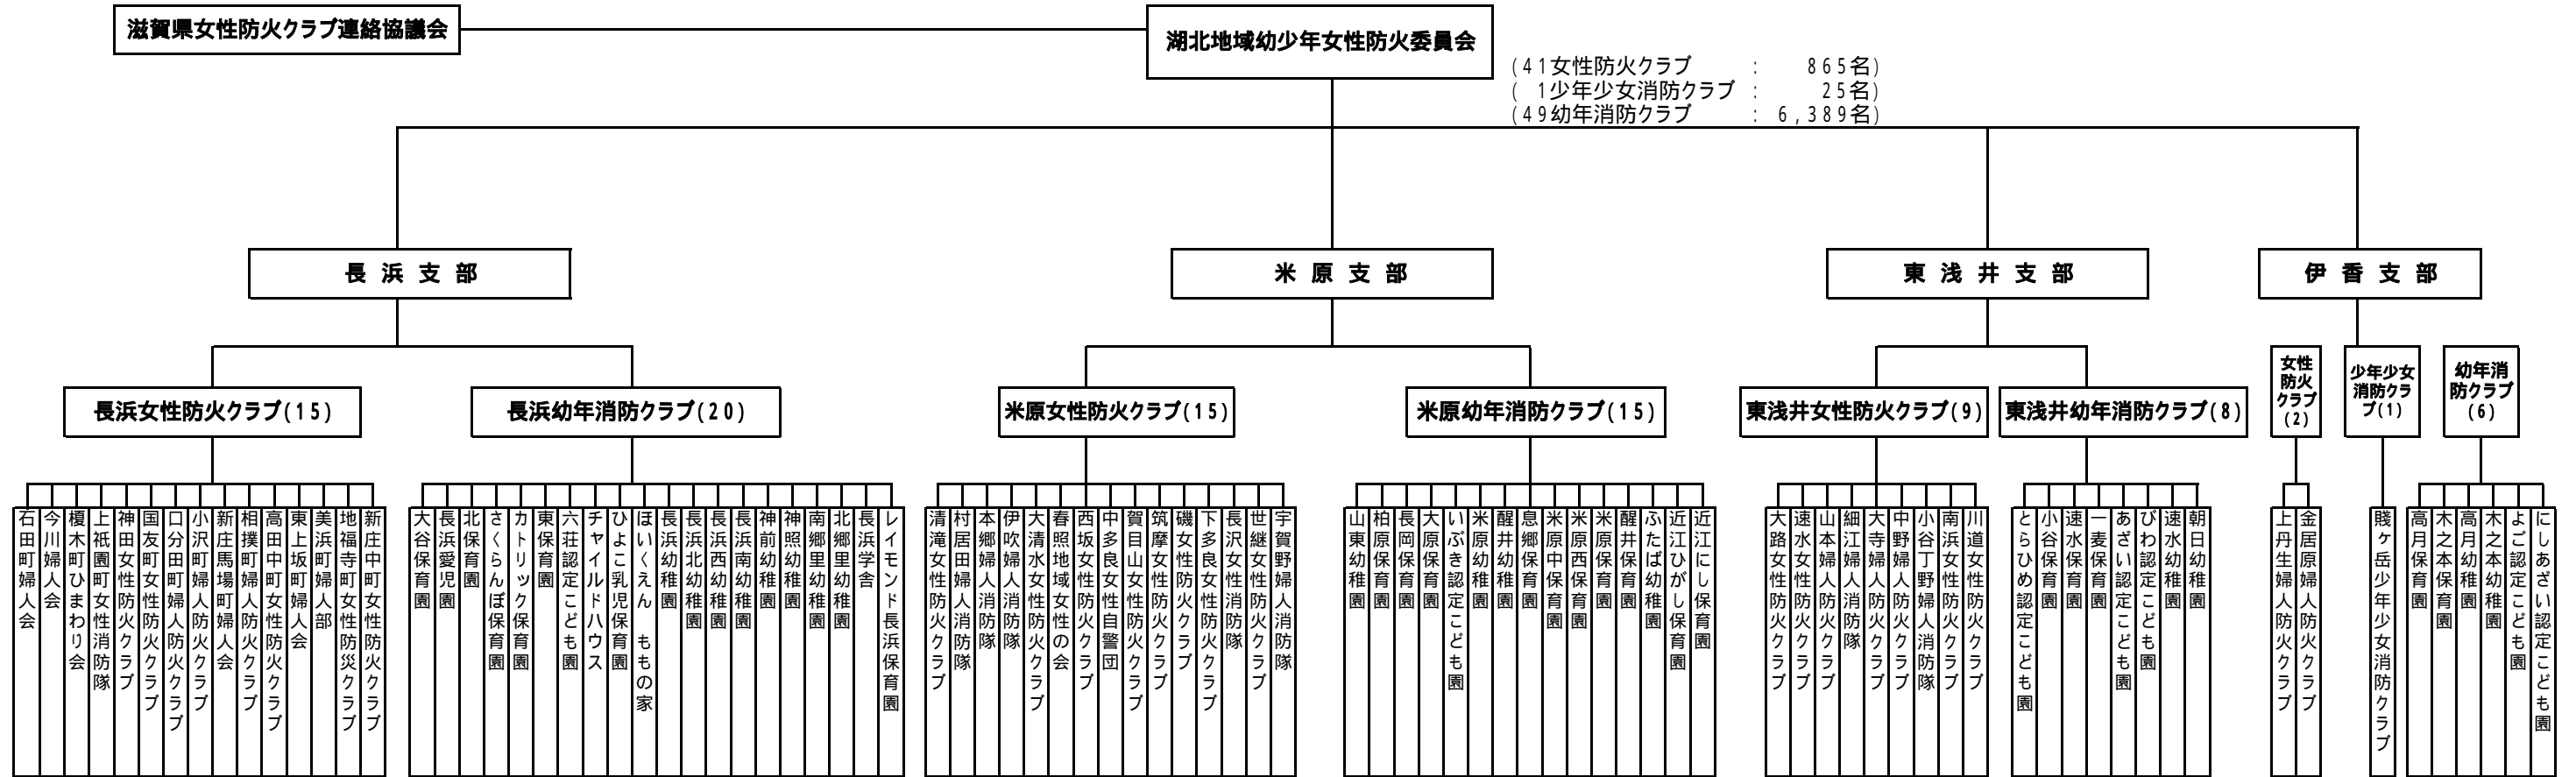 滋賀県女性防火クラブ連絡協議会
湖北地域幼少年女性防火委員会
(41女性防火クラブ : 865名)
( 1少年少女消防クラブ : 25名)
(49幼年消防クラブ : 6,389名)
長浜支部
米原支部
東浅井支部
伊香支部
長浜女性防火クラブ(15)
長浜幼年消防クラブ(20)
米原女性防火クラブ(15)
米原幼年消防クラブ(15)
東浅井女性防火クラブ(9)
東浅井幼年消防クラブ(8)
女性
防火
クラブ
(2)
少年少女
消防クラ
ブ(1)
幼年消
防クラブ
(6)
石田町婦人会
今川婦人会
榎木町ひまわり会
上祇園町女性消防隊
神田女性防火クラブ
国友町女性防火クラブ
口分田町婦人防火クラブ
小沢町婦人防火クラブ
新庄馬場町婦人会
相撲町婦人防火クラブ
高田中町女性防火クラブ
東上坂町婦人会
美浜町婦人部
地福寺町女性防災クラブ
新庄中町女性防火クラブ
大谷保育園
長浜愛児園
北保育園
さくらんぼ保育園
カトリック保育園
東保育園
六荘認定こども園
チャイルドハウス
ひよこ乳児保育園
ほいくえん ももの家
長浜幼稚園
長浜北幼稚園
長浜西幼稚園
長浜南幼稚園
神前幼稚園
神照幼稚園
南郷里幼稚園
北郷里幼稚園
長浜学舎
レイモンド長浜保育園
清滝女性防火クラブ
村居田婦人消防隊
本郷婦人消防隊
伊吹婦人消防隊
大清水女性防火クラブ
春照地域女性の会
西坂女性防火クラブ
中多良女性自警団
賀目山女性防火クラブ
筑摩女性防火クラブ
磯女性防火クラブ
下多良女性防火クラブ
長沢女性消防隊
世継女性防火クラブ
宇賀野婦人消防隊
山東幼稚園
柏原保育園
長岡保育園
大原保育園
いぶき認定こども園
米原幼稚園
醒井幼稚園
息郷保育園
米原中保育園
米原西保育園
米原保育園
醒井保育園
ふたば幼稚園
近江ひがし保育園
近江にし保育園
大路女性防火クラブ
速水女性防火クラブ
山本婦人防火クラブ
細江婦人消防隊
大寺婦人防火クラブ
中野婦人防火クラブ
小谷丁野婦人消防隊
南浜女性防火クラブ
川道女性防火クラブ
とらひめ認定こども園
小谷保育園
速水保育園
一麦保育園
あざい認定こども園
びわ認定こども園
速水幼稚園
朝日幼稚園
上丹生婦人防火クラブ
金居原婦人防火クラブ
賤ヶ岳少年少女消防クラブ
高月保育園
木之本保育園
高月幼稚園
木之本幼稚園
よご認定こども園
にしあざい認定こども園